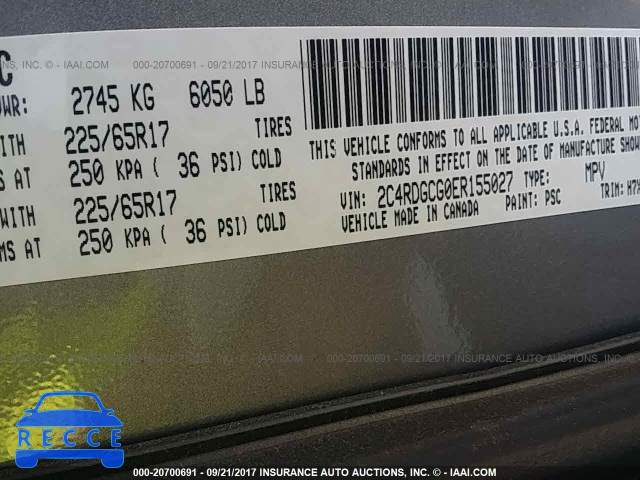 000-20700691 - 09/21/2017 INSURANCE AUTO AUCTIONS, INC. - © IAAI.COM
C
2745 KG 6050 LB
225/65R17 TIRES
250 KPA ( 36 PSI) COLD
WITH
225/65R17 TIRES
MS AT
250 KPA ( 36 PSI) COLD
THIS VEHICLE CONFORMS TO ALL APPLICABLE U.S.A. FEDERAL MOT
STANDARDS IN EFFECT ON THE DATE OF MANUFACTURE SHOWN
VIN: 2C4RDGCG0ER155027 TYPE: MPV
VEHICLE MADE IN CANADA PAINT: PSC TRIM:
000-20700691 - 09/21/2017 INSURANCE AUTO AUCTIONS, INC. - © IAAI.COM
RECCE
000-20700691 - 09/21/2017 INSURANCE AUTO AUCTIONS, INC. - © IAAI.COM